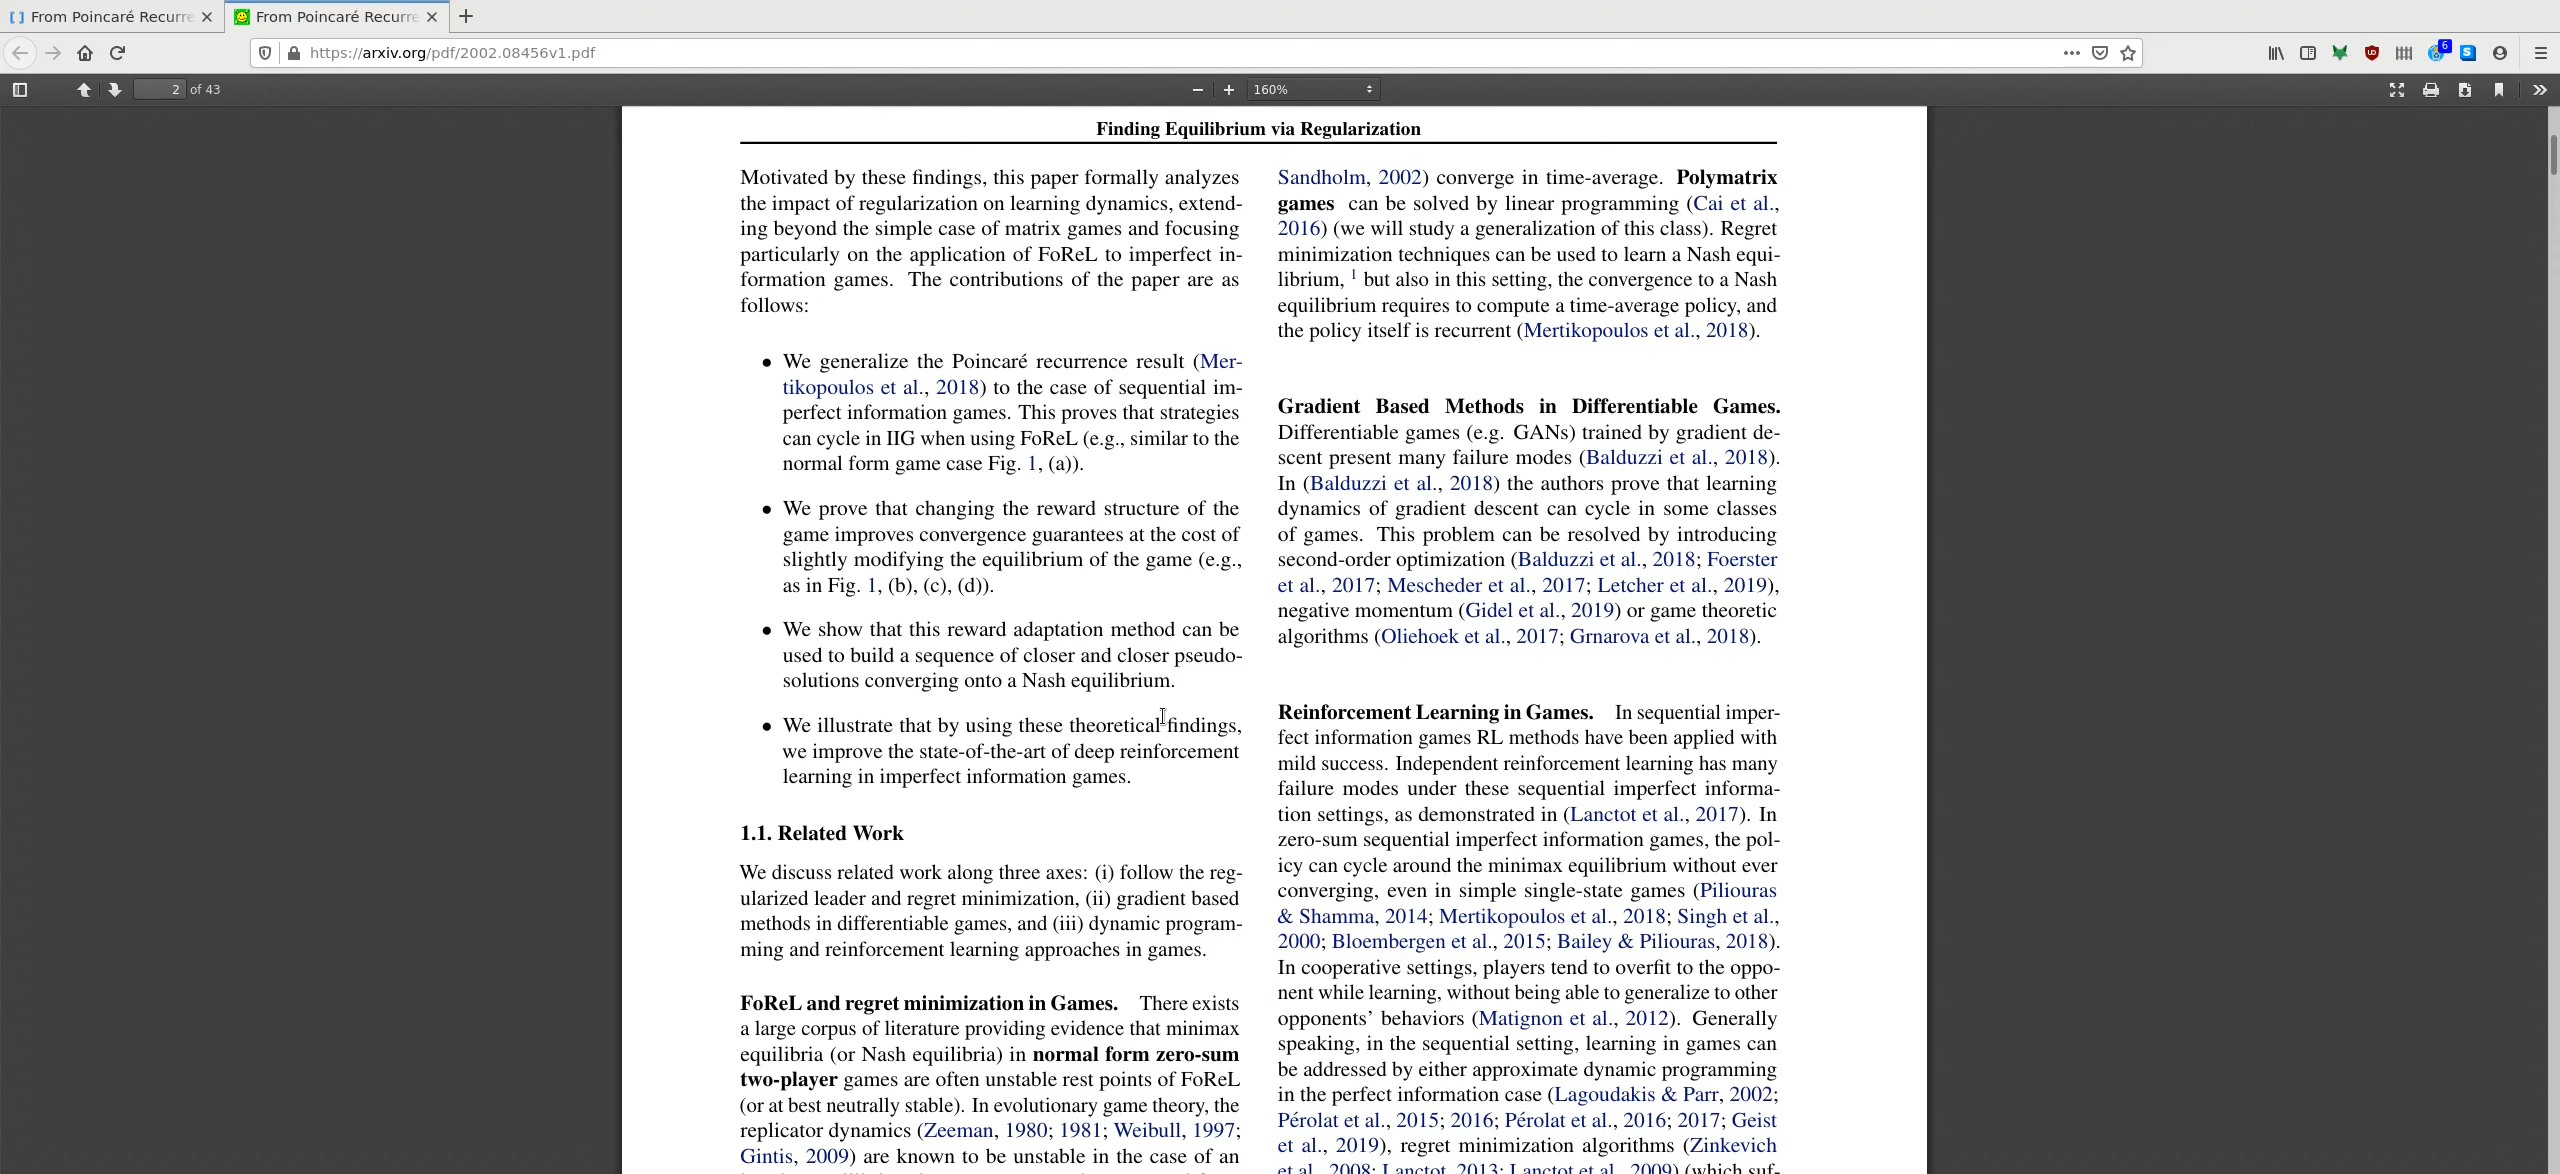 From Poincaré Recurre
From Poincaré Recurre
https://arxiv.org/pdf/2002.08456v1.pdf
6
2 of 43
160%
Finding Equilibrium via Regularization
Motivated by these findings, this paper formally analyzes
the impact of regularization on learning dynamics, extend-
ing beyond the simple case of matrix games and focusing
particularly on the application of FoReL to imperfect in-
formation games. The contributions of the paper are as
follows:
• We generalize the Poincaré recurrence result (Mer-
tikopoulos et al., 2018) to the case of sequential im-
perfect information games. This proves that strategies
can cycle in IIG when using FoReL (e.g., similar to the
normal form game case Fig. 1, (a)).
• We prove that changing the reward structure of the
game improves convergence guarantees at the cost of
slightly modifying the equilibrium of the game (e.g.,
as in Fig. 1, (b), (c), (d)).
• We show that this reward adaptation method can be
used to build a sequence of closer and closer pseudo-
solutions converging onto a Nash equilibrium.
• We illustrate that by using these theoretical findings,
we improve the state-of-the-art of deep reinforcement
learning in imperfect information games.
1.1. Related Work
We discuss related work along three axes: (i) follow the reg-
ularized leader and regret minimization, (ii) gradient based
methods in differentiable games, and (iii) dynamic program-
ming and reinforcement learning approaches in games.
FoReL and regret minimization in Games. There exists
a large corpus of literature providing evidence that minimax
equilibria (or Nash equilibria) in normal form zero-sum
two-player games are often unstable rest points of FoReL
(or at best neutrally stable). In evolutionary game theory, the
replicator dynamics (Zeeman, 1980; 1981; Weibull, 1997;
Gintis, 2009) are known to be unstable in the case of an
Sandholm, 2002) converge in time-average. Polymatrix
games can be solved by linear programming (Cai et al.,
2016) (we will study a generalization of this class). Regret
minimization techniques can be used to learn a Nash equi-
librium, 1 but also in this setting, the convergence to a Nash
equilibrium requires to compute a time-average policy, and
the policy itself is recurrent (Mertikopoulos et al., 2018).
Gradient Based Methods in Differentiable Games.
Differentiable games (e.g. GANs) trained by gradient de-
scent present many failure modes (Balduzzi et al., 2018).
In (Balduzzi et al., 2018) the authors prove that learning
dynamics of gradient descent can cycle in some classes
of games. This problem can be resolved by introducing
second-order optimization (Balduzzi et al., 2018; Foerster
et al., 2017; Mescheder et al., 2017; Letcher et al., 2019),
negative momentum (Gidel et al., 2019) or game theoretic
algorithms (Oliehoek et al., 2017; Grnarova et al., 2018).
Reinforcement Learning in Games. In sequential imper-
fect information games RL methods have been applied with
mild success. Independent reinforcement learning has many
failure modes under these sequential imperfect informa-
tion settings, as demonstrated in (Lanctot et al., 2017). In
zero-sum sequential imperfect information games, the pol-
icy can cycle around the minimax equilibrium without ever
converging, even in simple single-state games (Piliouras
& Shamma, 2014; Mertikopoulos et al., 2018; Singh et al.,
2000; Bloembergen et al., 2015; Bailey & Piliouras, 2018).
In cooperative settings, players tend to overfit to the oppo-
nent while learning, without being able to generalize to other
opponents' behaviors (Matignon et al., 2012). Generally
speaking, in the sequential setting, learning in games can
be addressed by either approximate dynamic programming
in the perfect information case (Lagoudakis & Parr, 2002;
Pérolat et al., 2015; 2016; Pérolat et al., 2016; 2017; Geist
et al., 2019), regret minimization algorithms (Zinkevich
et al., 2008; Lanctot, 2013; Lanctot et al., 2009) (which suf-